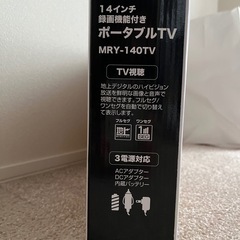 14インチ
録画機能付き
ポータブルTV
MRY-140TV
TV視聴
地上デジタルのハイビジョン
放送を鮮明な画像と音声で
視聴できます。フルセグ/
ワンセグを自動で切り替え
て表示します。
フルセグ ワンセグ
3電源対応
ACアダプター
DCアダプター
内蔵バッテリー